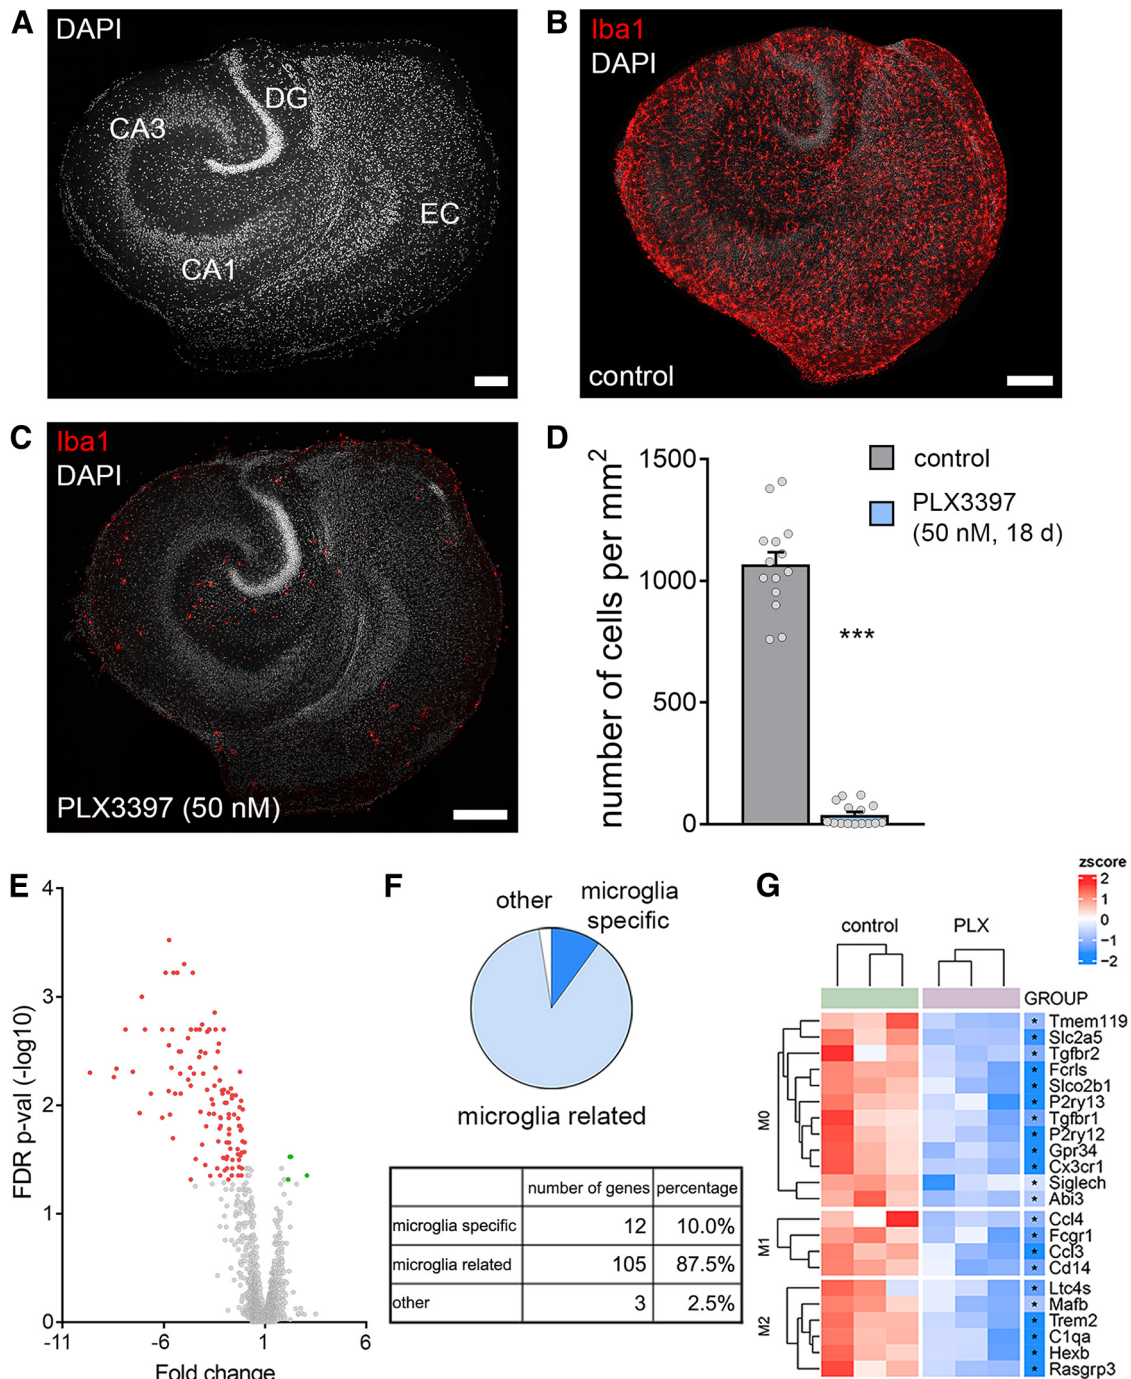 A
DAPI
DG
CA3
EC
CA1
B
Iba1
DAPI
control
C
Iba1
DAPI
PLX3397 (50 nM)
D
number of cells per mm2
1500
1000
500
0
control
PLX3397
(50 nM, 18 d)
***
E
FDR p-val (-log10)
4
3
2
1
0
-11
-6
1
6
Fold change
F
other
microglia
specific
microglia related
number of genes percentage
microglia specific 12 10.0%
microglia related 105 87.5%
other 3 2.5%
G
zscore
2
1
0
-1
-2
control
PLX
GROUP
M0
* Tmem119
* Slc2a5
* Tgfbr2
* Fcrls
* Slco2b1
* P2ry13
* Tgfbr1
* P2ry12
* Gpr34
* Cx3cr1
* Siglech
* Abi3
M1
* Ccl4
* Fcgr1
* Ccl3
* Cd14
M2
* Ltc4s
* Mafb
* Trem2
* C1qa
* Hexb
* Rasgrp3